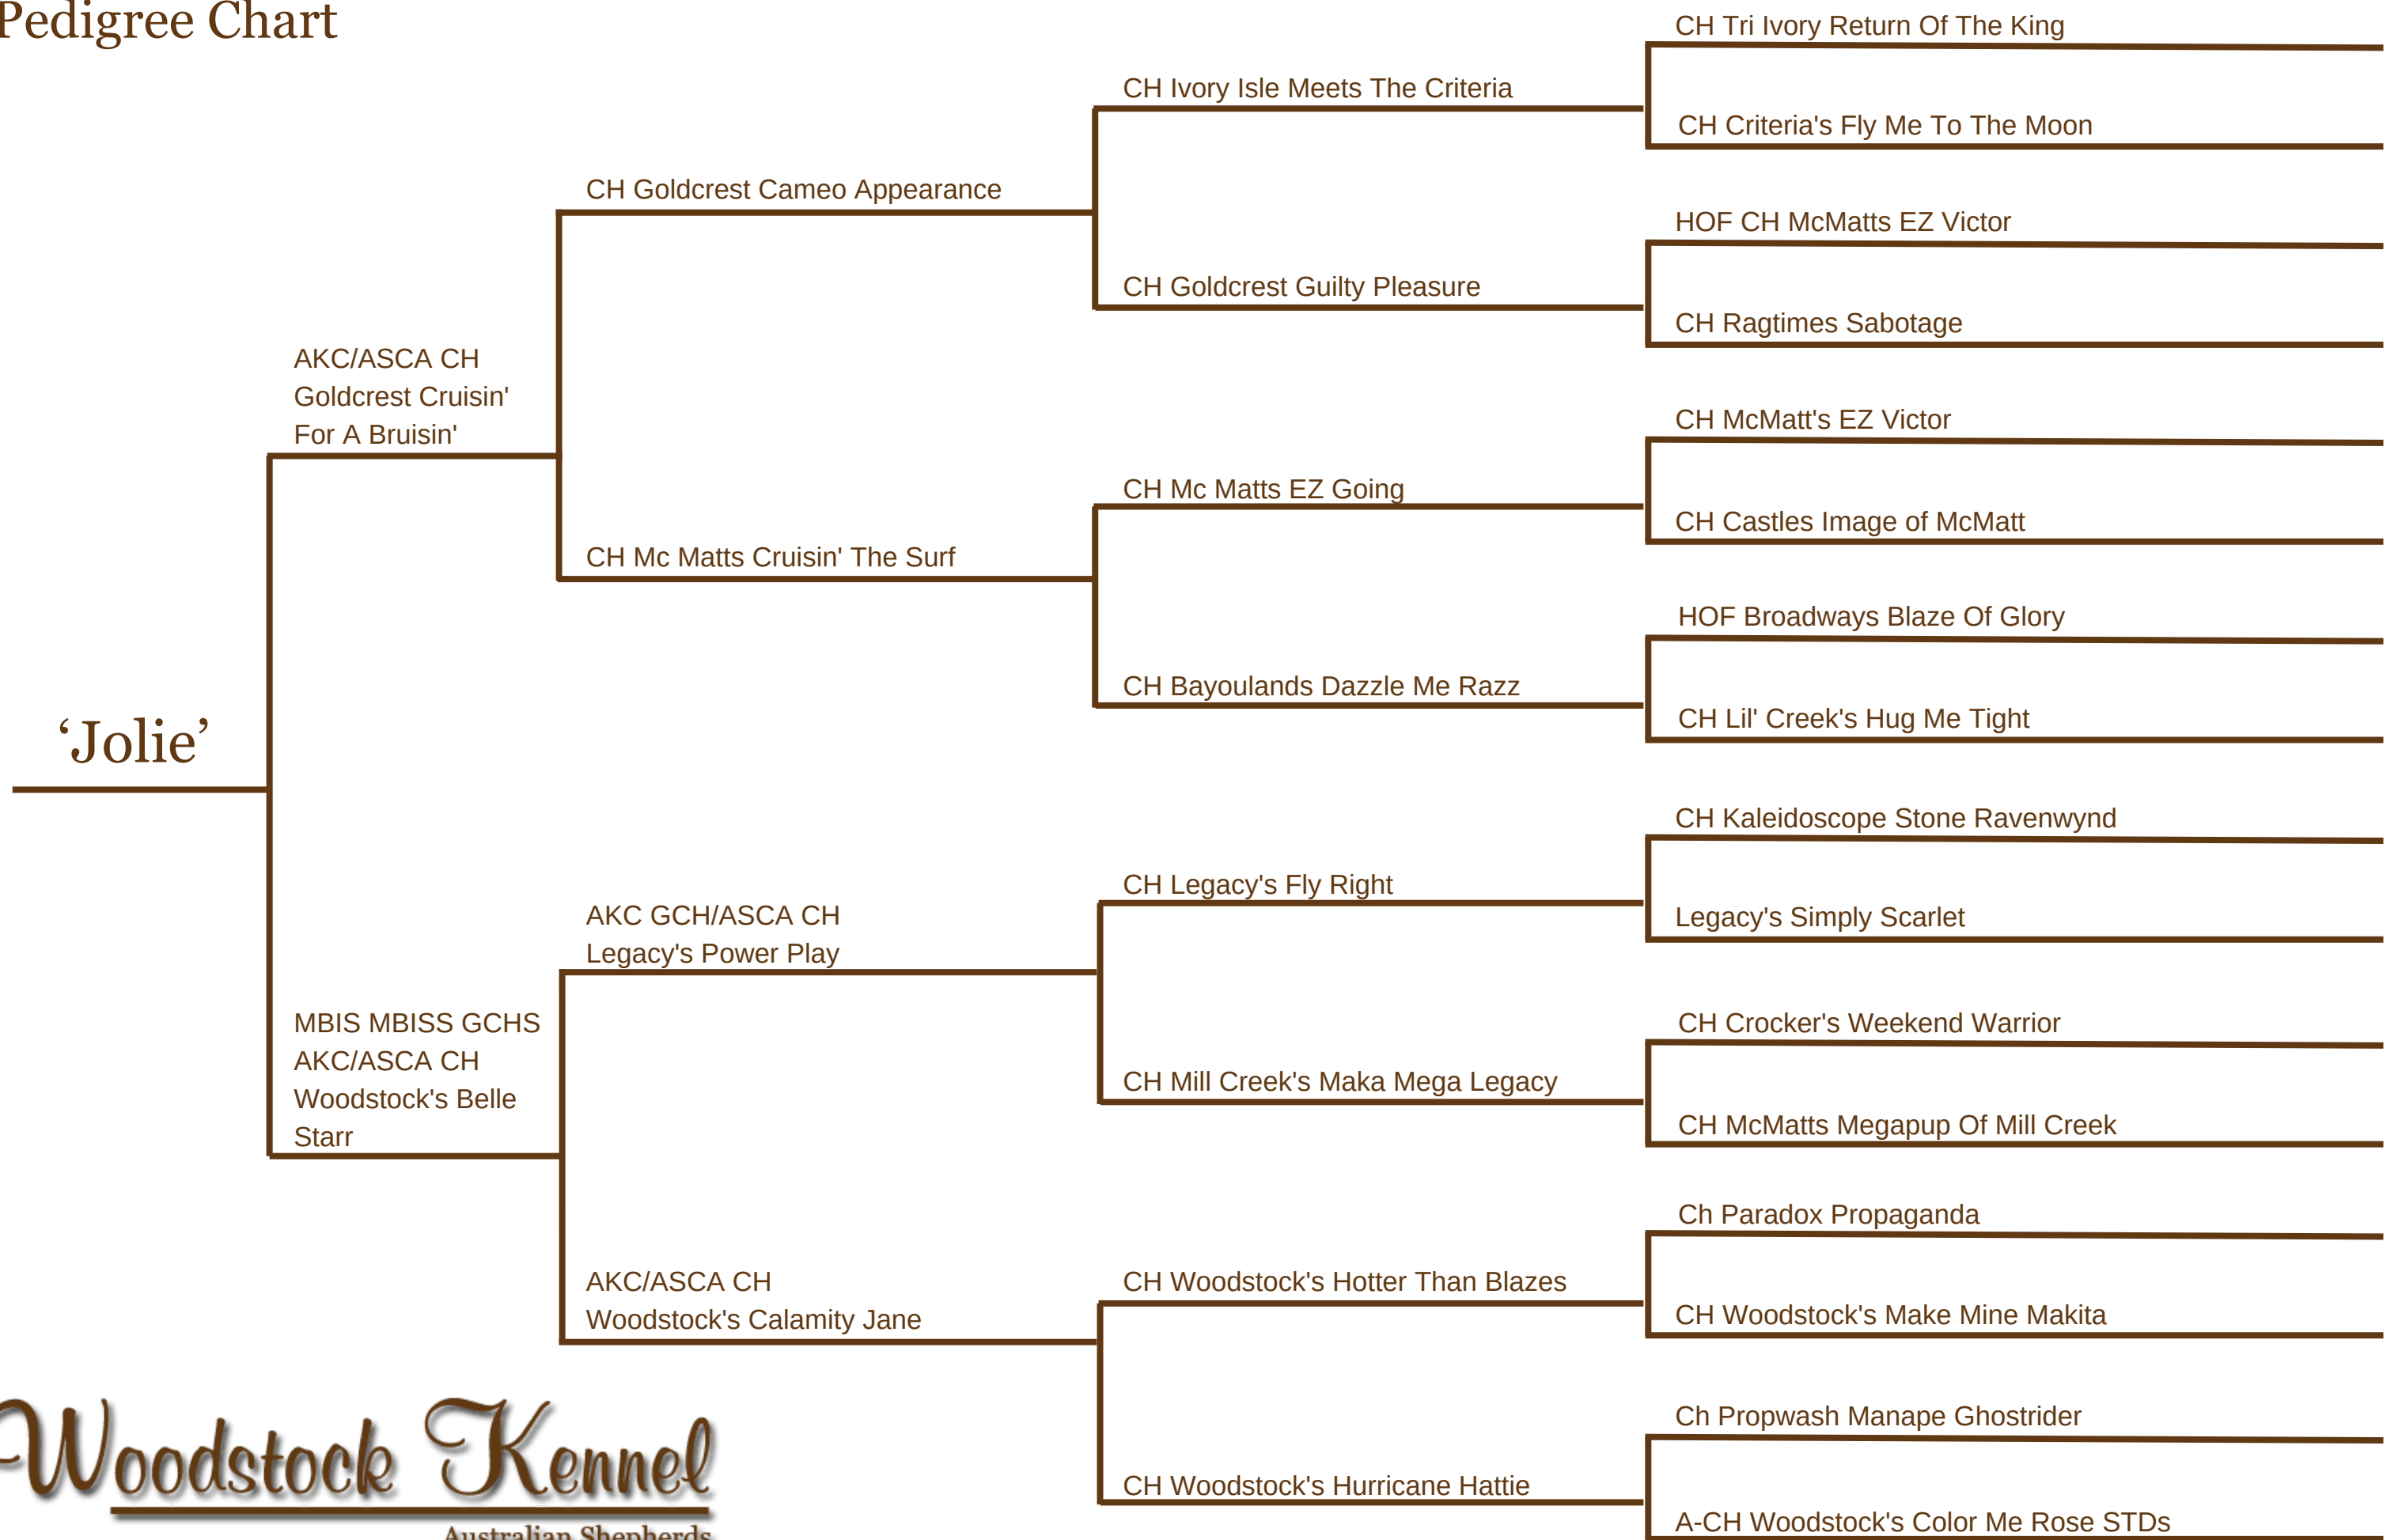 Pedigree Chart
‘Jolie’
AKC/ASCA CH
Goldcrest Cruisin'
For A Bruisin'
MBIS MBISS GCHS
AKC/ASCA CH
Woodstock's Belle
Starr
CH Goldcrest Cameo Appearance
CH Mc Matts Cruisin' The Surf
AKC GCH/ASCA CH
Legacy's Power Play
AKC/ASCA CH
Woodstock's Calamity Jane
CH Ivory Isle Meets The Criteria
CH Goldcrest Guilty Pleasure
CH Mc Matts EZ Going
CH Bayoulands Dazzle Me Razz
CH Legacy's Fly Right
CH Mill Creek's Maka Mega Legacy
CH Woodstock's Hotter Than Blazes
CH Woodstock's Hurricane Hattie
CH Tri Ivory Return Of The King
CH Criteria's Fly Me To The Moon
HOF CH McMatts EZ Victor
CH Ragtimes Sabotage
CH McMatt's EZ Victor
CH Castles Image of McMatt
HOF Broadways Blaze Of Glory
CH Lil' Creek's Hug Me Tight
CH Kaleidoscope Stone Ravenwynd
Legacy's Simply Scarlet
CH Crocker's Weekend Warrior
CH McMatts Megapup Of Mill Creek
Ch Paradox Propaganda
CH Woodstock's Make Mine Makita
Ch Propwash Manape Ghostrider
A-CH Woodstock's Color Me Rose STDs
Woodstock Kennel
Australian Shepherds